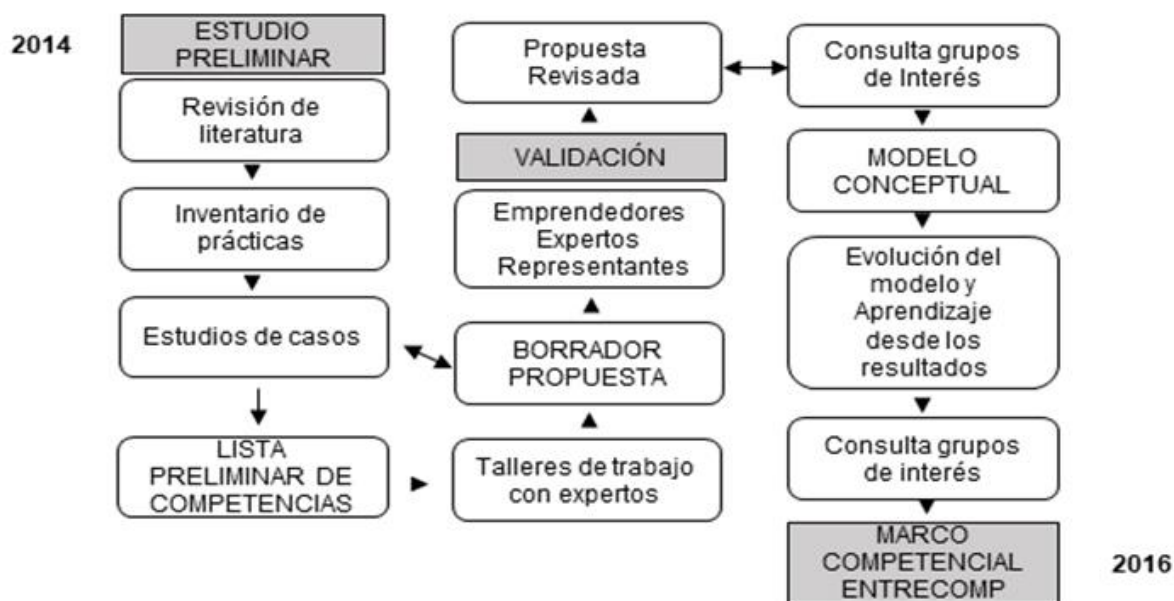 2014
ESTUDIO
PRELIMINAR
Revisión de
literatura
Inventario de
prácticas
Estudios de casos
LISTA
PRELIMINAR DE
COMPETENCIAS
Propuesta
Revisada
VALIDACIÓN
Emprendedores
Expertos
Representantes
BORRADOR
PROPUESTA
Talleres de trabajo
con expertos
Consulta grupos
de Interés
MODELO
CONCEPTUAL
Evolución del
modelo y
Aprendizaje
desde los
resultados
Consulta grupos
de interés
MARCO
COMPETENCIAL
ENTRECOMP
2016